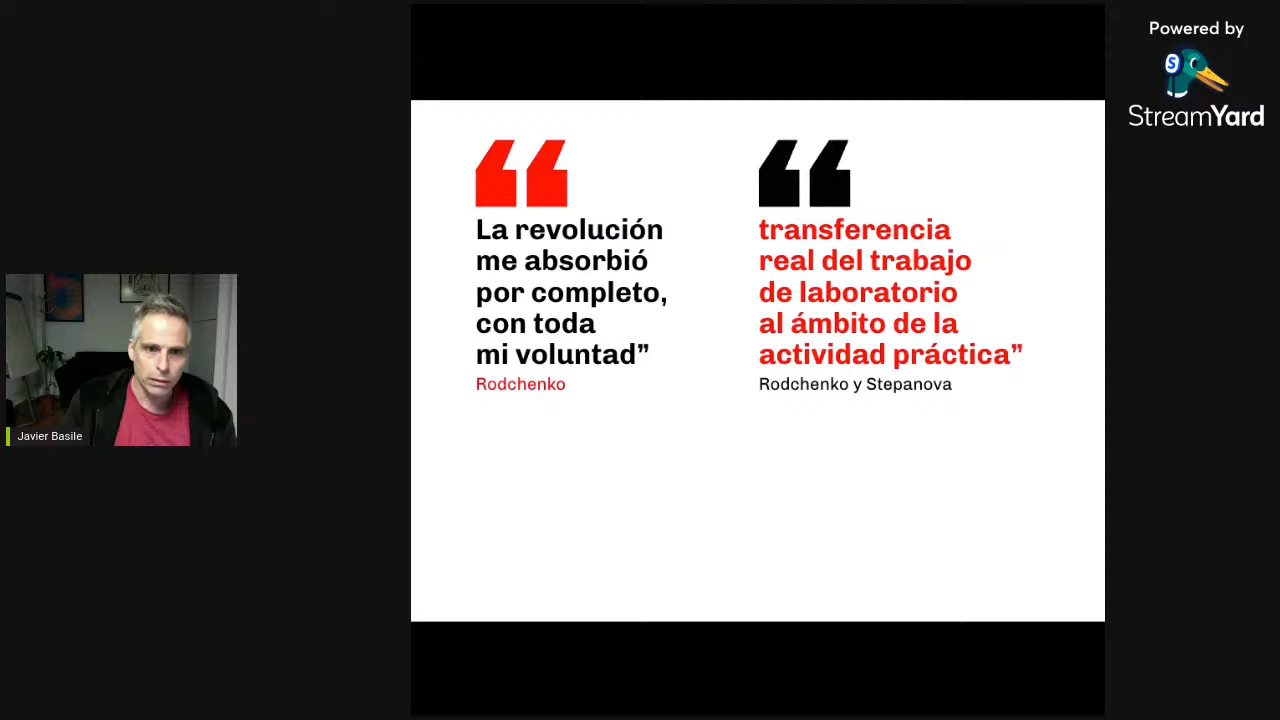 Powered by
StreamYard
La revolución
me absorbió
por completo,
con toda
mi voluntad”
Rodchenko
transferencia
real del trabajo
de laboratorio
al ámbito de la
actividad práctica”
Rodchenko y Stepanova
Javier Basile